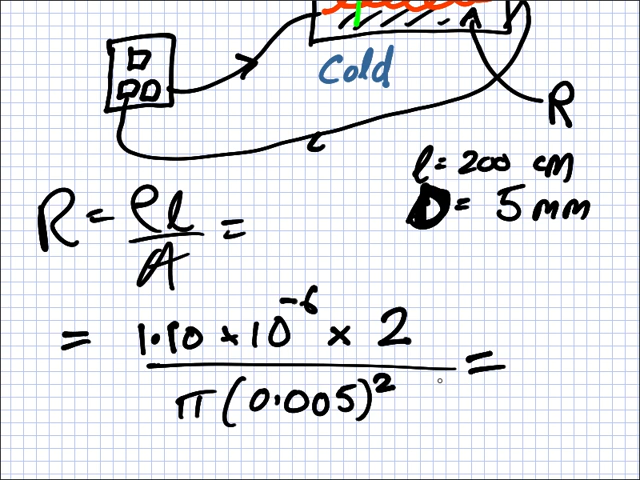 Cold
R
l = 200 cm
D = 5 mm
R = ρl/A =
= 1.10 × 10^-6 × 2 / π(0.005)^2 =